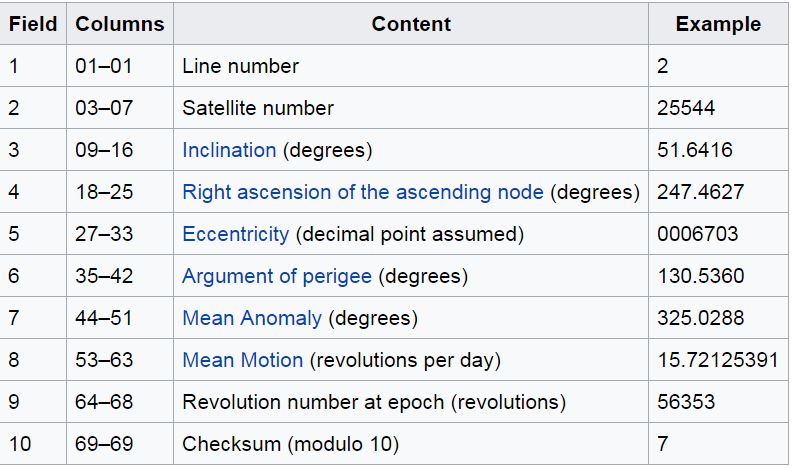 Field Columns Content Example
1 01–01 Line number 2
2 03–07 Satellite number 25544
3 09–16 Inclination (degrees) 51.6416
4 18–25 Right ascension of the ascending node (degrees) 247.4627
5 27–33 Eccentricity (decimal point assumed) 0006703
6 35–42 Argument of perigee (degrees) 130.5360
7 44–51 Mean Anomaly (degrees) 325.0288
8 53–63 Mean Motion (revolutions per day) 15.72125391
9 64–68 Revolution number at epoch (revolutions) 56353
10 69–69 Checksum (modulo 10) 7